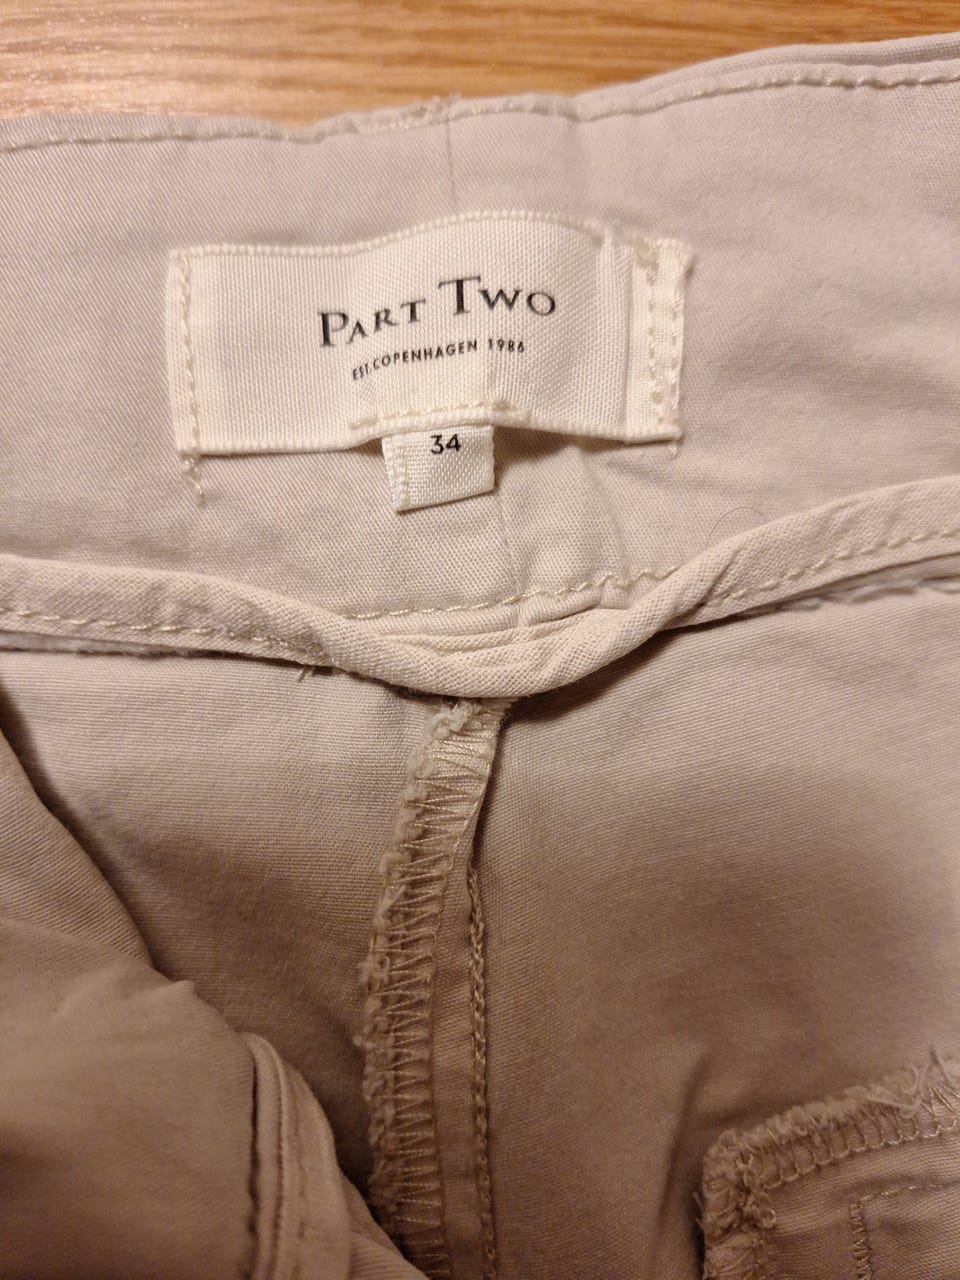 PART TWO
EST. COPENHAGEN 1986
34